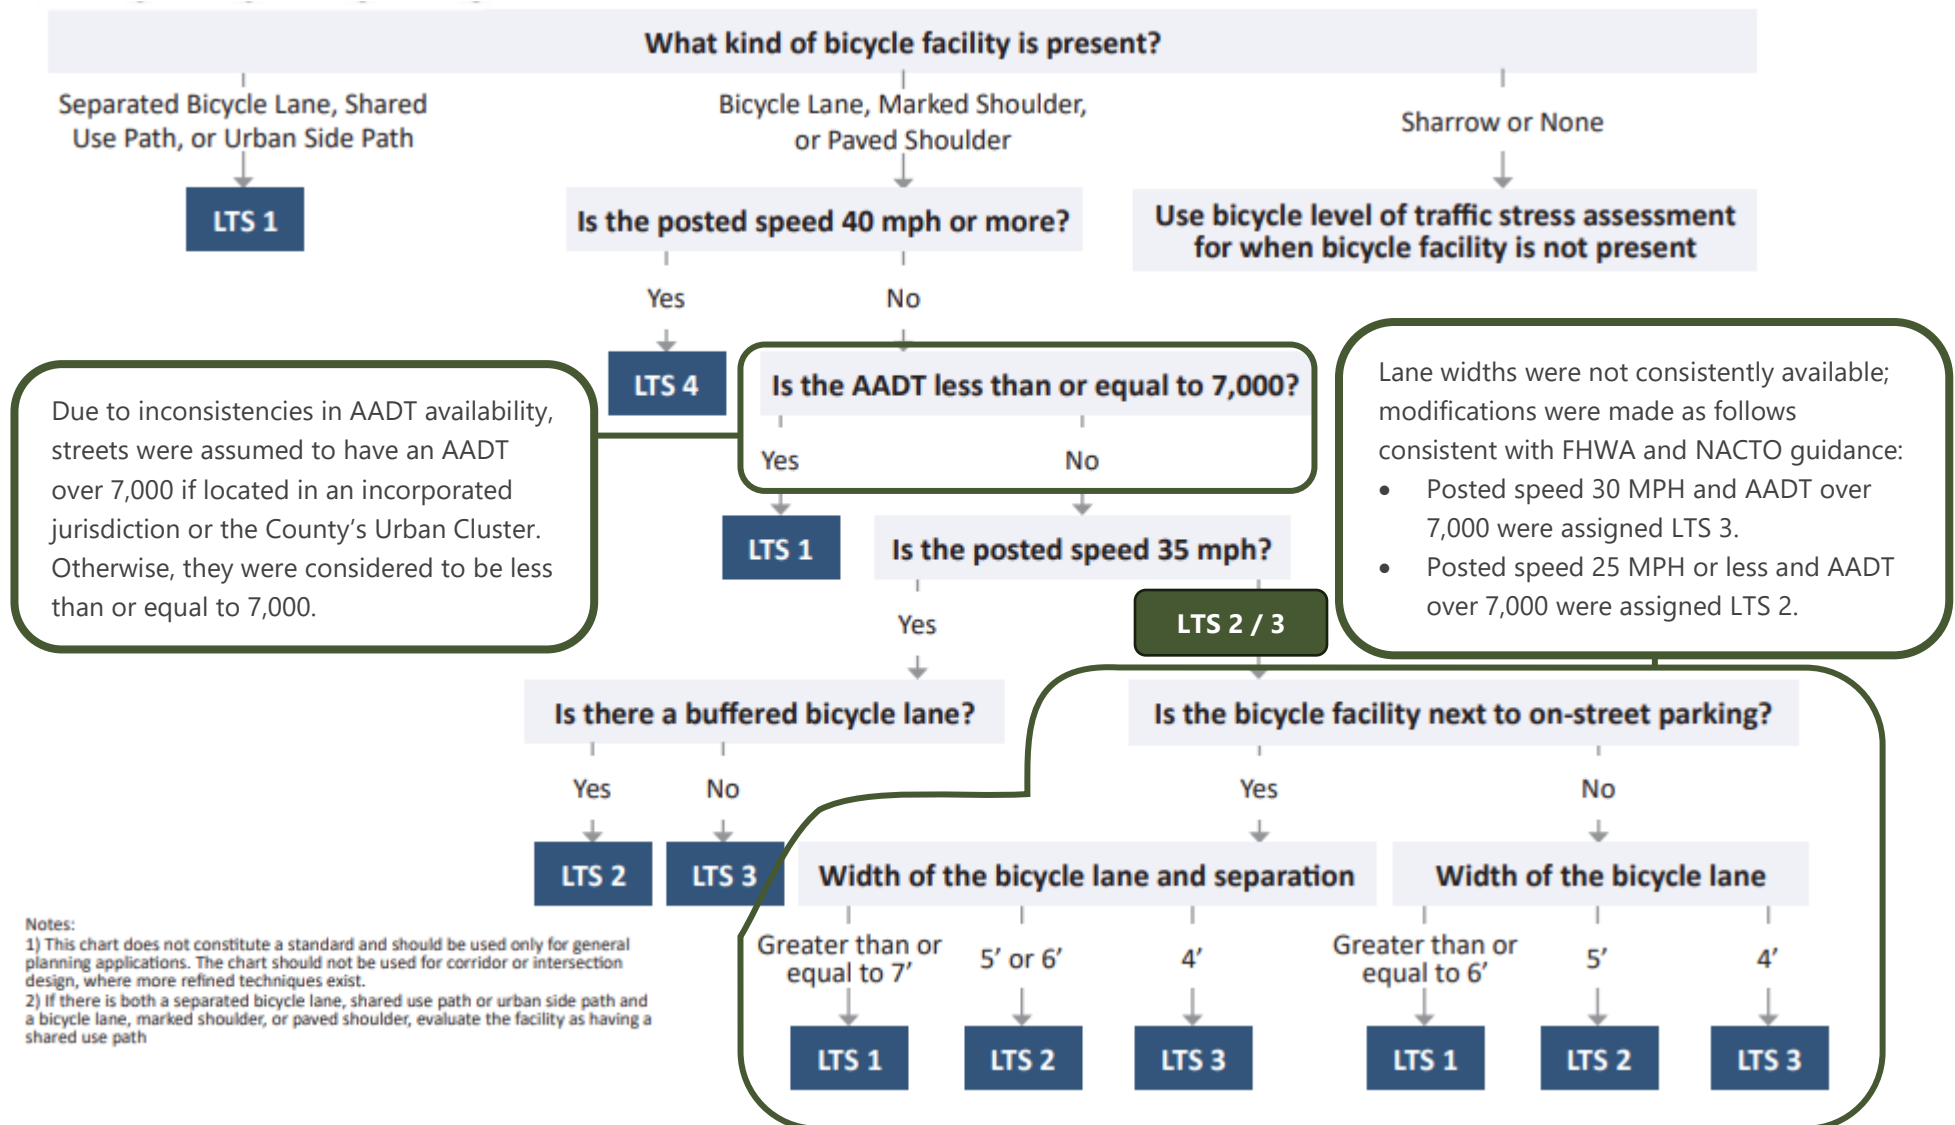 What kind of bicycle facility is present?
Separated Bicycle Lane, Shared
Use Path, or Urban Side Path
Bicycle Lane, Marked Shoulder,
or Paved Shoulder
Sharrow or None
LTS 1
Is the posted speed 40 mph or more?
Use bicycle level of traffic stress assessment
for when bicycle facility is not present
Yes
No
LTS 4
Is the AADT less than or equal to 7,000?
Yes
No
Due to inconsistencies in AADT availability,
streets were assumed to have an AADT
over 7,000 if located in an incorporated
jurisdiction or the County's Urban Cluster.
Otherwise, they were considered to be less
than or equal to 7,000.
Lane widths were not consistently available;
modifications were made as follows
consistent with FHWA and NACTO guidance:
• Posted speed 30 MPH and AADT over
7,000 were assigned LTS 3.
• Posted speed 25 MPH or less and AADT
over 7,000 were assigned LTS 2.
LTS 1
Is the posted speed 35 mph?
Yes
LTS 2 / 3
Is there a buffered bicycle lane?
Is the bicycle facility next to on-street parking?
Yes
No
Yes
No
LTS 2
LTS 3
Width of the bicycle lane and separation
Width of the bicycle lane
Greater than or
equal to 7'
5' or 6'
4'
Greater than or
equal to 6'
5'
4'
LTS 1
LTS 2
LTS 3
LTS 1
LTS 2
LTS 3
Notes:
1) This chart does not constitute a standard and should be used only for general
planning applications. The chart should not be used for corridor or intersection
design, where more refined techniques exist.
2) If there is both a separated bicycle lane, shared use path or urban side path and
a bicycle lane, marked shoulder, or paved shoulder, evaluate the facility as having a
shared use path